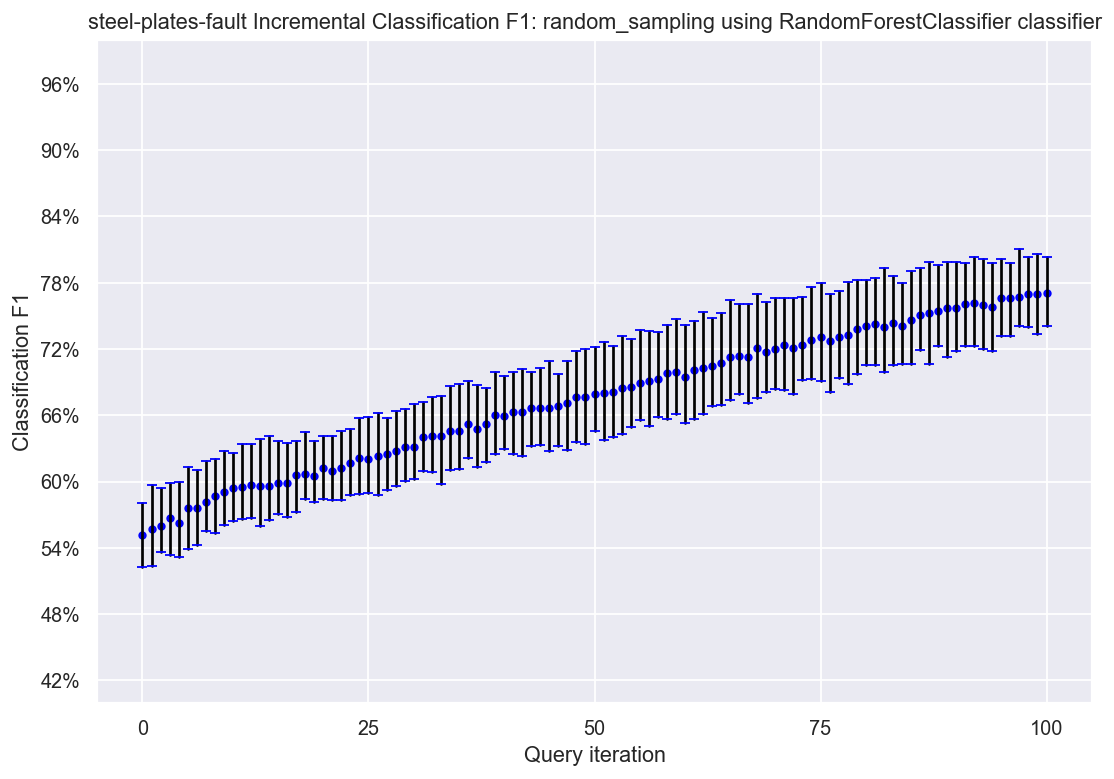 steel-plates-fault Incremental Classification F1: random_sampling using RandomForestClassifier classifier
96%
90%
84%
78%
72%
66%
60%
54%
48%
42%
Classification F1
0 25 50 75 100
Query iteration